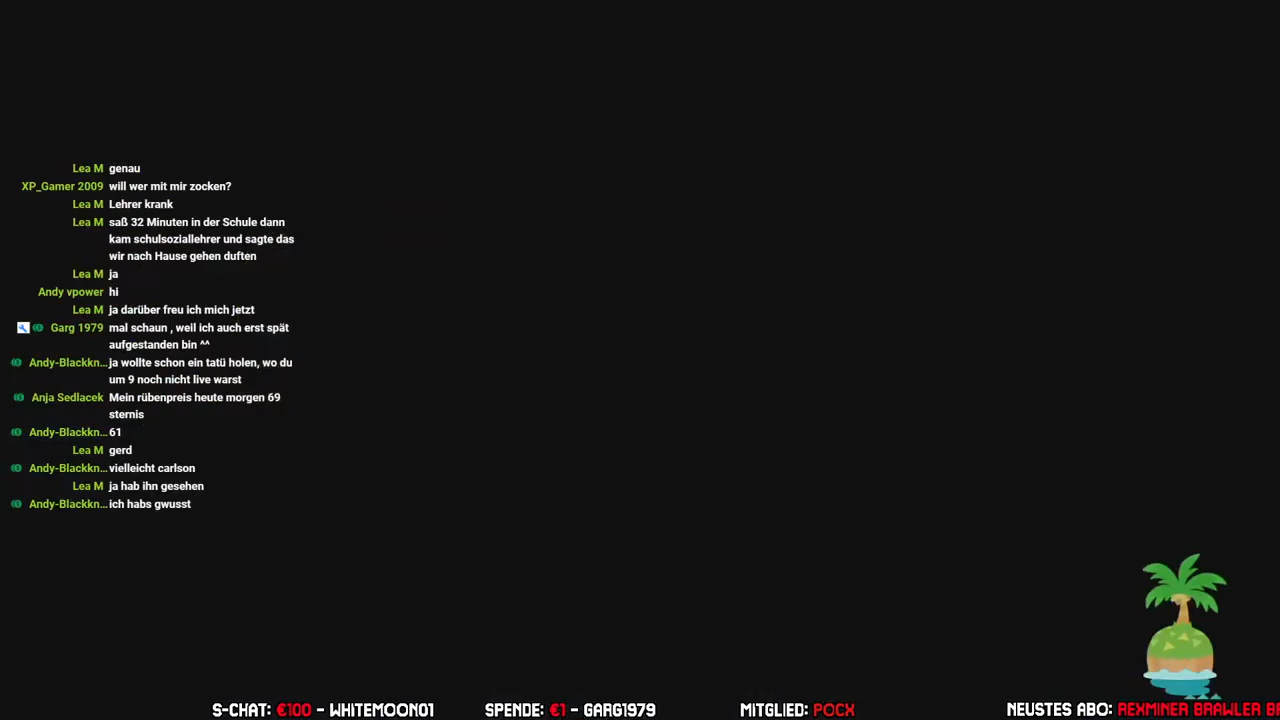 Lea M genau
XP_Gamer 2009 will wer mit mir zocken?
Lea M Lehrer krank
Lea M saß 32 Minuten in der Schule dann
kam schulsoziallehrer und sagte das
wir nach Hause gehen duften
Lea M ja
Andy vpower hi
Lea M ja darüber freu ich mich jetzt
Garg 1979 mal schaun , weil ich auch erst spät
aufgestanden bin ^^
Andy-Blackkn... ja wollte schon ein tatü holen, wo du
um 9 noch nicht live warst
Anja Sedlacek Mein rübenpreis heute morgen 69
sternis
Andy-Blackkn... 61
Lea M gerd
Andy-Blackkn... vielleicht carlson
Lea M ja hab ihn gesehen
Andy-Blackkn... ich habs gwusst
S-CHAT: €100 - WHITEMOON01 SPENDE: €1 - GARG1979 MITGLIED: POCX NEUSTES ABO: REXMINER BRAWLER